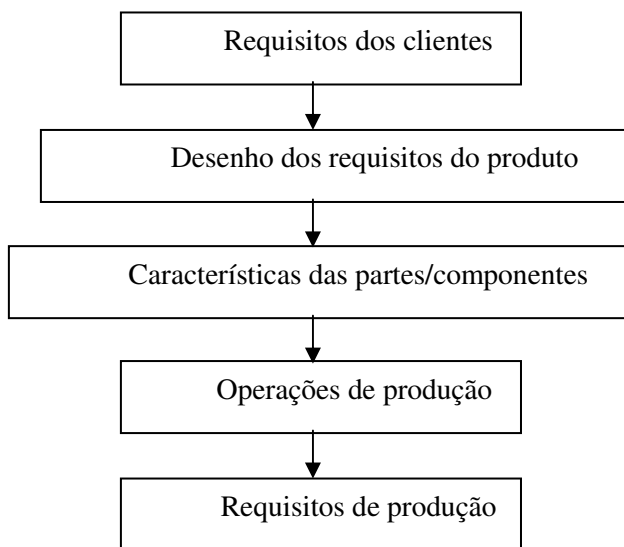 Requisitos dos clientes
Desenho dos requisitos do produto
Características das partes/componentes
Operações de produção
Requisitos de produção